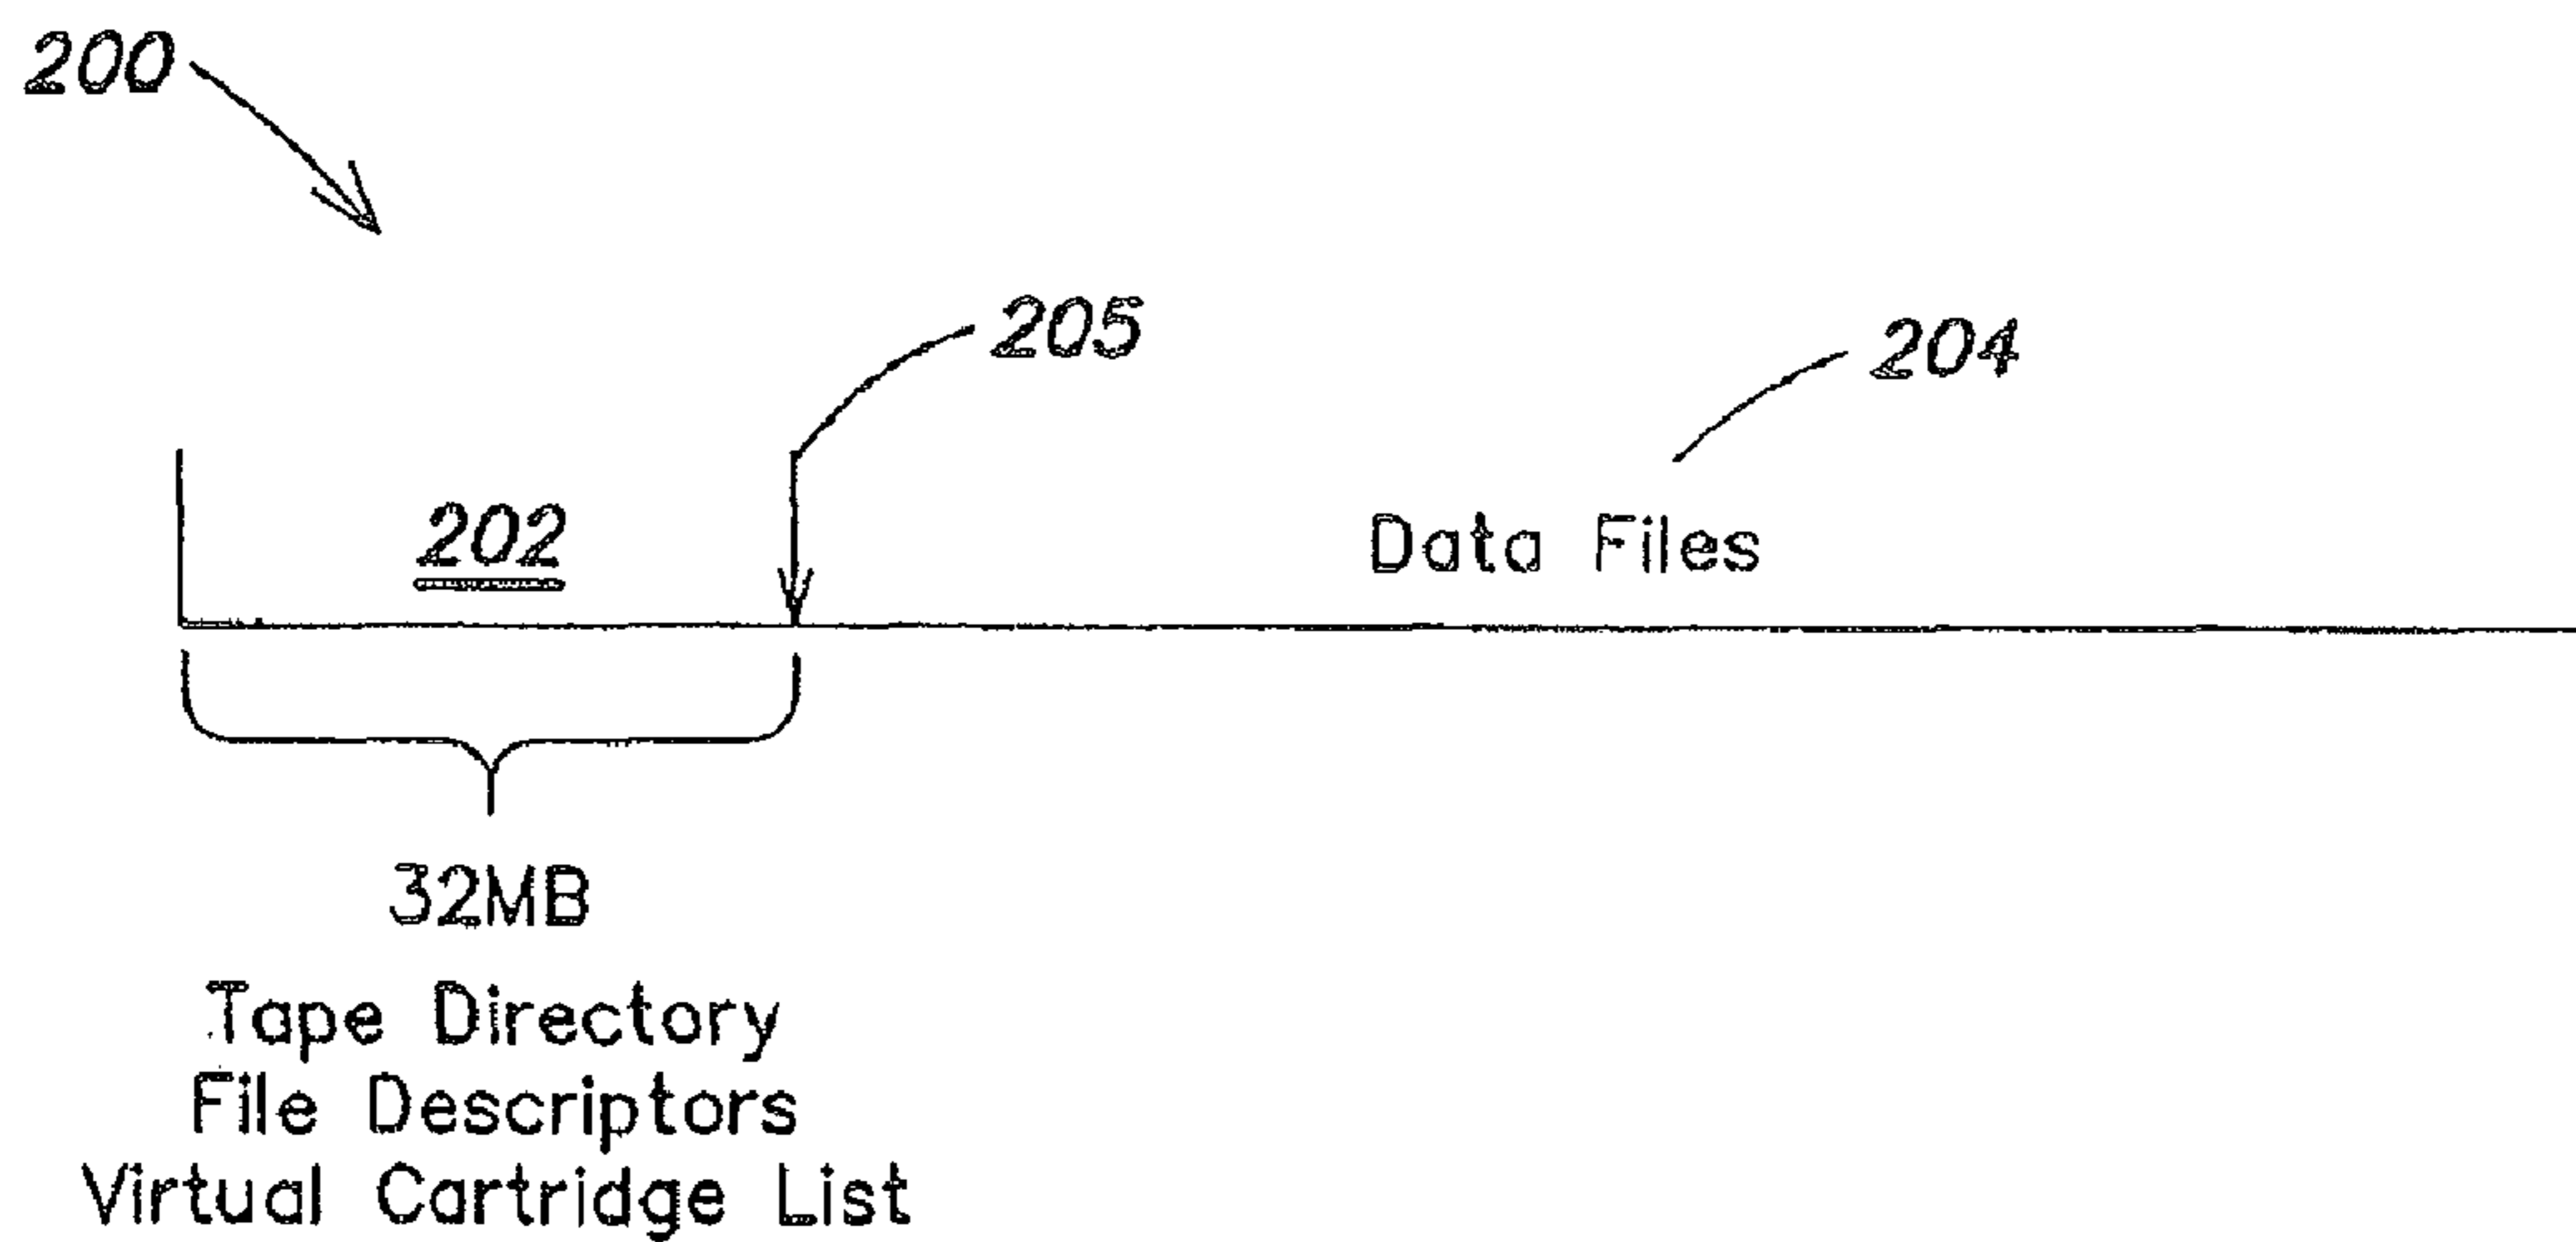 200
205
204
202
Data Files
32MB
Tape Directory
File Descriptors
Virtual Cartridge List